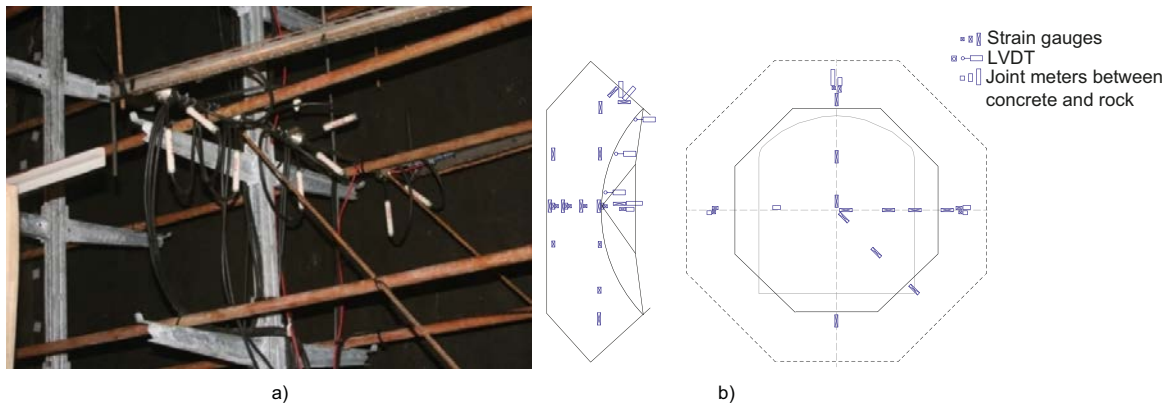 Strain gauges
LVDT
Joint meters between
concrete and rock
a)
b)